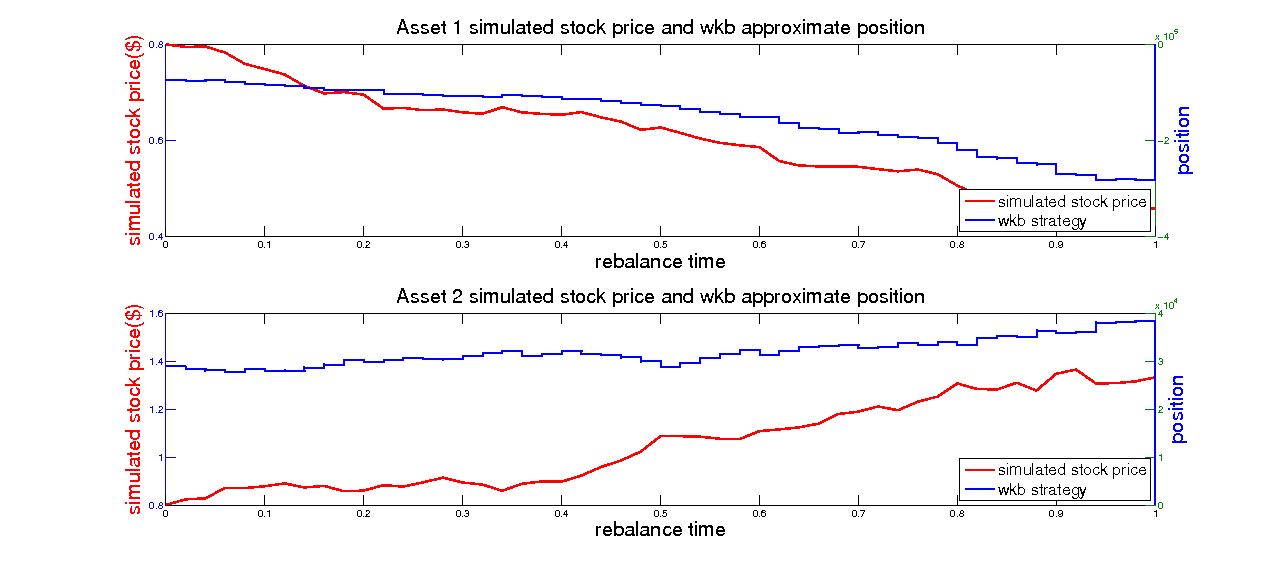 Asset 1 simulated stock price and wkb approximate position
x 10^5
simulated stock price($)
0.8
0.6
0.4
0
-2
-4
position
simulated stock price
wkb strategy
0 0.1 0.2 0.3 0.4 0.5 0.6 0.7 0.8 0.9 1
rebalance time
Asset 2 simulated stock price and wkb approximate position
x 10^4
simulated stock price($)
1.6
1.4
1.2
1
0.8
4
3
2
1
0
position
simulated stock price
wkb strategy
0 0.1 0.2 0.3 0.4 0.5 0.6 0.7 0.8 0.9 1
rebalance time